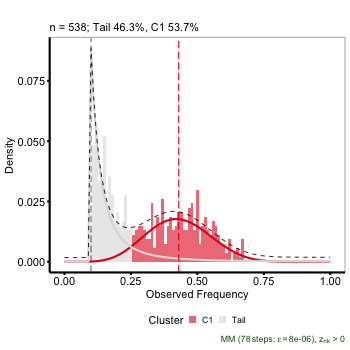 n = 538; Tail 46.3%, C1 53.7%
Density
0.075
0.050
0.025
0.000
0.00
0.25
0.50
0.75
1.00
Observed Frequency
Cluster C1 Tail
MM (78 steps; ε = 8e-06), zₙₖ > 0